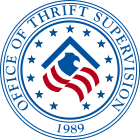 OFFICE OF THRIFT SUPERVISION
1989